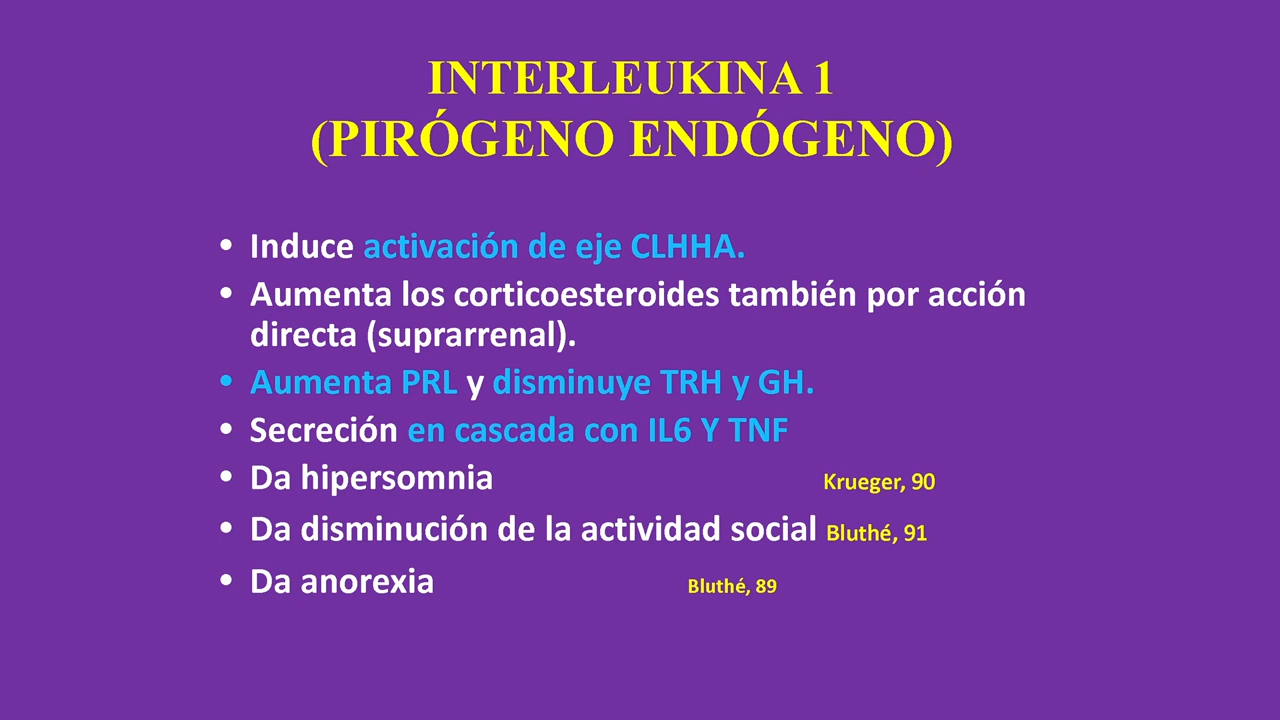 INTERLEUKINA 1
(PIRÓGENO ENDÓGENO)
• Induce activación de eje CLHHA.
• Aumenta los corticoesteroides también por acción
directa (suprarrenal).
• Aumenta PRL y disminuye TRH y GH.
• Secreción en cascada con IL6 Y TNF
• Da hipersomnia Krueger, 90
• Da disminución de la actividad social Bluthé, 91
• Da anorexia Bluthé, 89